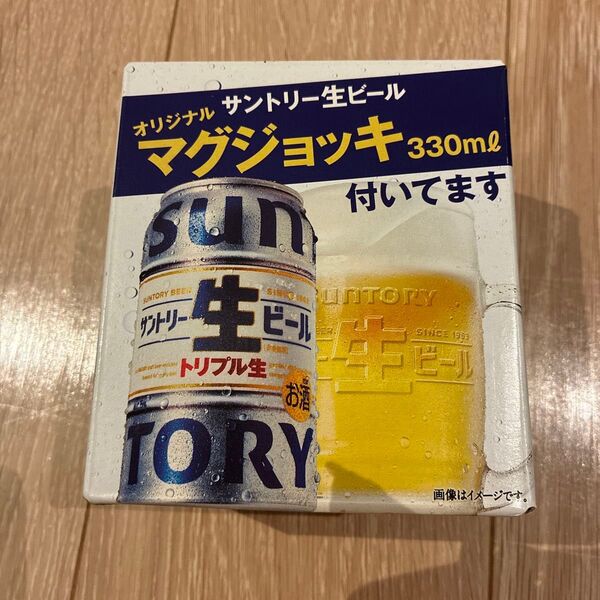 サントリー生ビール
オリジナル
マグジョッキ 330mℓ
付いてます
sun
SUNTORY BEER
SINCE 1963
サントリー生ビール
トリプル生
お酒
TORY
SUNTORY
SINCE 1963
生ビール
画像はイメージです。